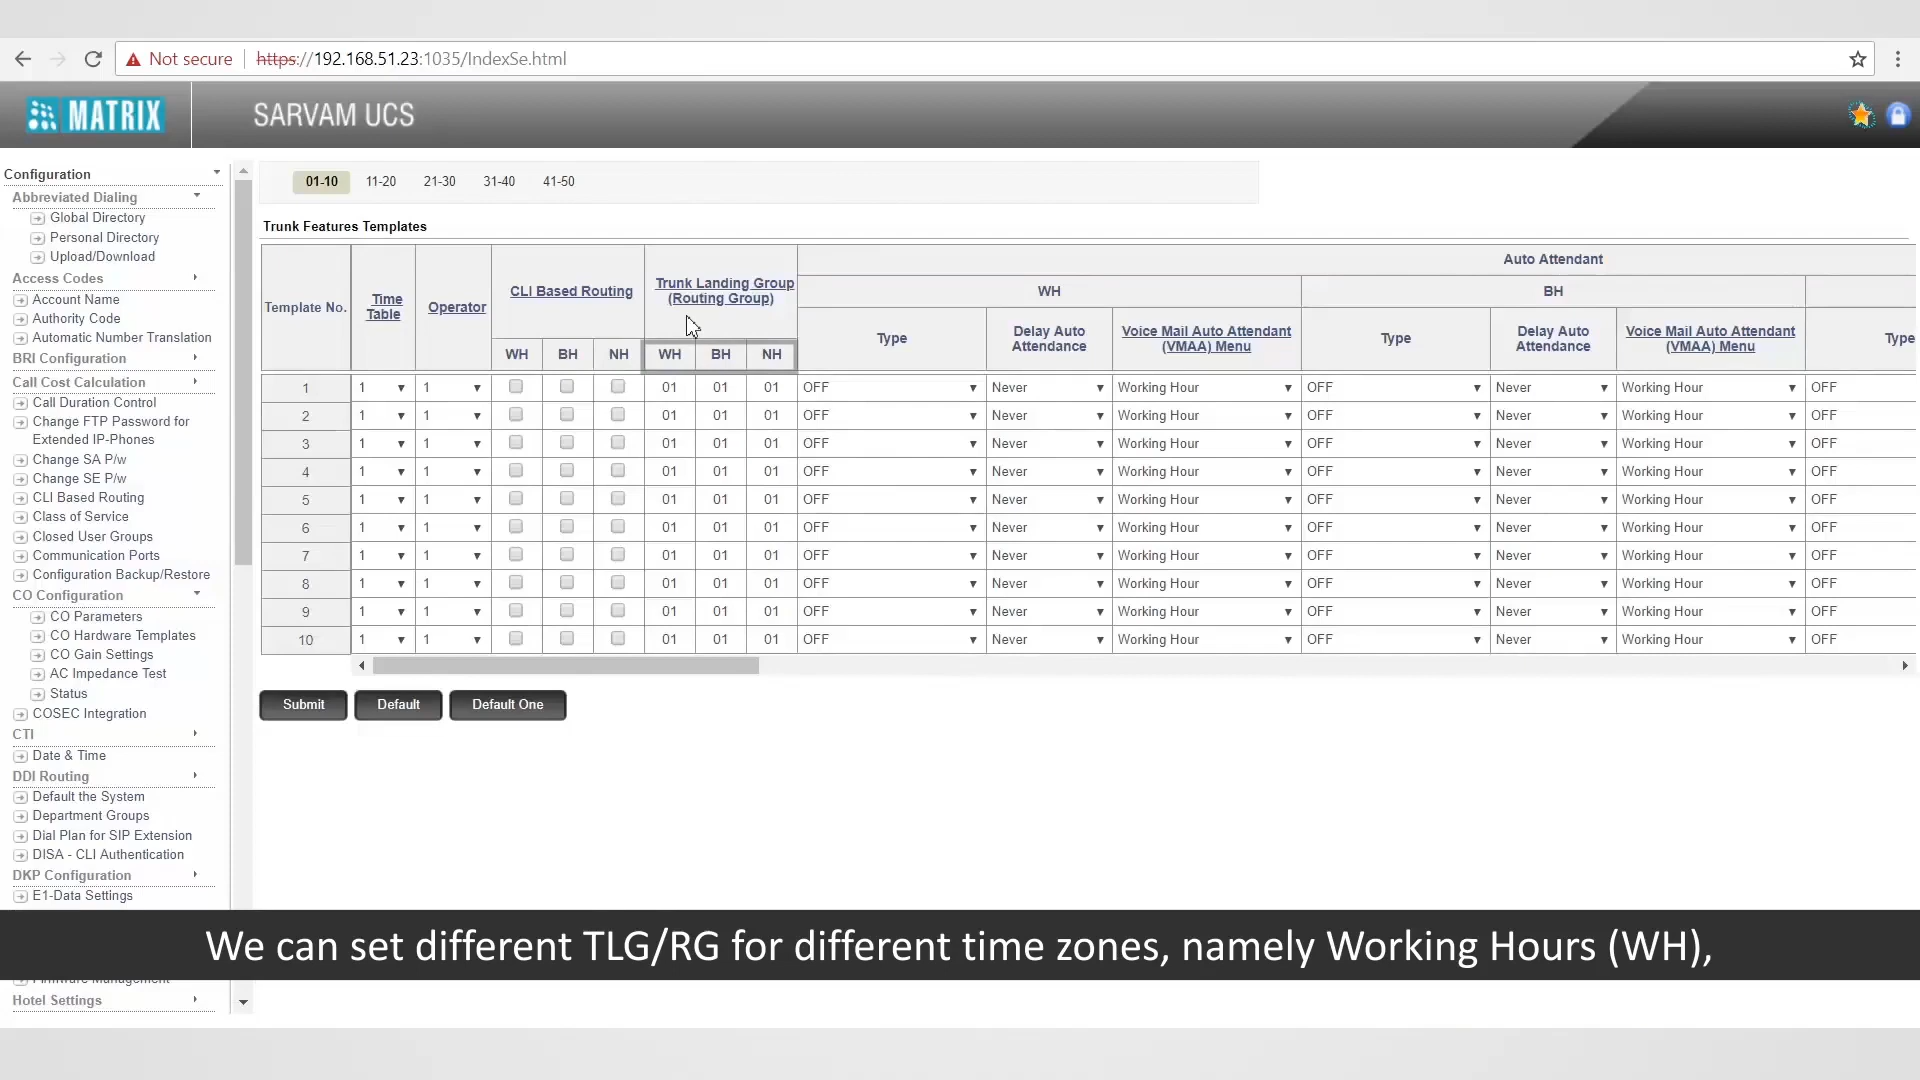 Not secure https://192.168.51.23:1035/IndexSe.html
MATRIX SARVAM UCS
Configuration
Abbreviated Dialing
Global Directory
Personal Directory
Upload/Download
Access Codes
Account Name
Authority Code
Automatic Number Translation
BRI Configuration
Call Cost Calculation
Call Duration Control
Change FTP Password for
Extended IP-Phones
Change SA P/w
Change SE P/w
CLI Based Routing
Class of Service
Closed User Groups
Communication Ports
Configuration Backup/Restore
CO Configuration
CO Parameters
CO Hardware Templates
CO Gain Settings
AC Impedance Test
Status
COSEC Integration
CTI
Date & Time
DDI Routing
Default the System
Department Groups
Dial Plan for SIP Extension
DISA - CLI Authentication
DKP Configuration
E1-Data Settings
Hotel Settings
01-10 11-20 21-30 31-40 41-50
Trunk Features Templates
Template No. Time Table Operator CLI Based Routing Trunk Landing Group (Routing Group) Auto Attendant
WH BH
Type Delay Auto Attendance Voice Mail Auto Attendant (VMAA) Menu Type Delay Auto Attendance Voice Mail Auto Attendant (VMAA) Menu Type
WH BH NH WH BH NH
1 1 1 01 01 01 OFF Never Working Hour OFF Never Working Hour OFF
2 1 1 01 01 01 OFF Never Working Hour OFF Never Working Hour OFF
3 1 1 01 01 01 OFF Never Working Hour OFF Never Working Hour OFF
4 1 1 01 01 01 OFF Never Working Hour OFF Never Working Hour OFF
5 1 1 01 01 01 OFF Never Working Hour OFF Never Working Hour OFF
6 1 1 01 01 01 OFF Never Working Hour OFF Never Working Hour OFF
7 1 1 01 01 01 OFF Never Working Hour OFF Never Working Hour OFF
8 1 1 01 01 01 OFF Never Working Hour OFF Never Working Hour OFF
9 1 1 01 01 01 OFF Never Working Hour OFF Never Working Hour OFF
10 1 1 01 01 01 OFF Never Working Hour OFF Never Working Hour OFF
Submit Default Default One
We can set different TLG/RG for different time zones, namely Working Hours (WH),